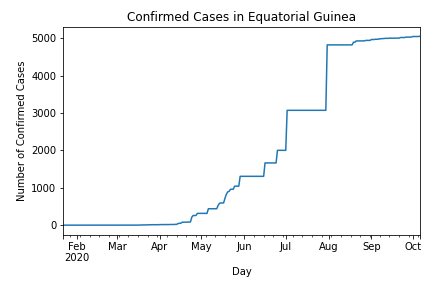 Confirmed Cases in Equatorial Guinea
Number of Confirmed Cases
5000
4000
3000
2000
1000
0
Feb Mar Apr May Jun Jul Aug Sep Oct
2020
Day